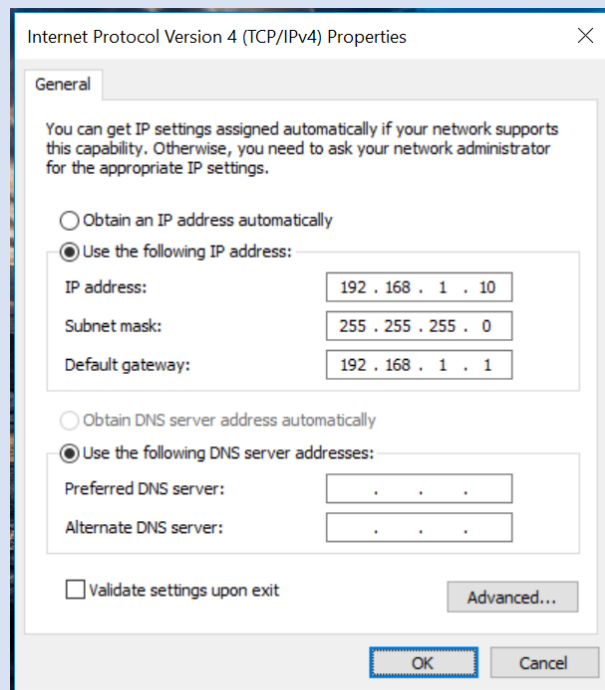 Internet Protocol Version 4 (TCP/IPv4) Properties
General
You can get IP settings assigned automatically if your network supports
this capability. Otherwise, you need to ask your network administrator
for the appropriate IP settings.
Obtain an IP address automatically
Use the following IP address:
IP address: 192 . 168 . 1 . 10
Subnet mask: 255 . 255 . 255 . 0
Default gateway: 192 . 168 . 1 . 1
Obtain DNS server address automatically
Use the following DNS server addresses:
Preferred DNS server: . . .
Alternate DNS server: . . .
Validate settings upon exit
Advanced...
OK Cancel